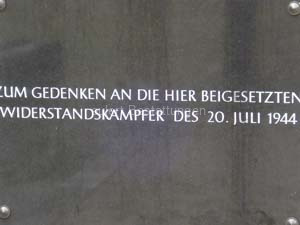 ZUM GEDENKEN AN DIE HIER BEIGESETZTEN
WIDERSTANDSKÄMPFER DES 20. JULI 1944